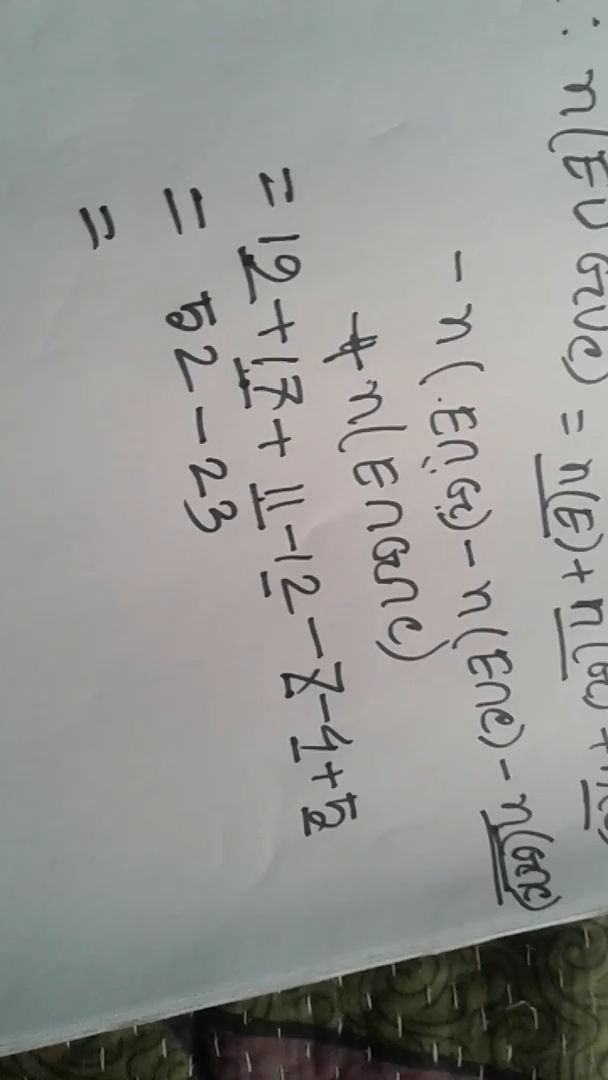 : n(E∪G∪C) = n(E) + n(G) +
- n(E∩G) - n(E∩C) - n(G∩C)
+ n(E∩G∩C)
= 12 + 17 + 11 - 12 - 7 - 4 + 5
= 52 - 23
=